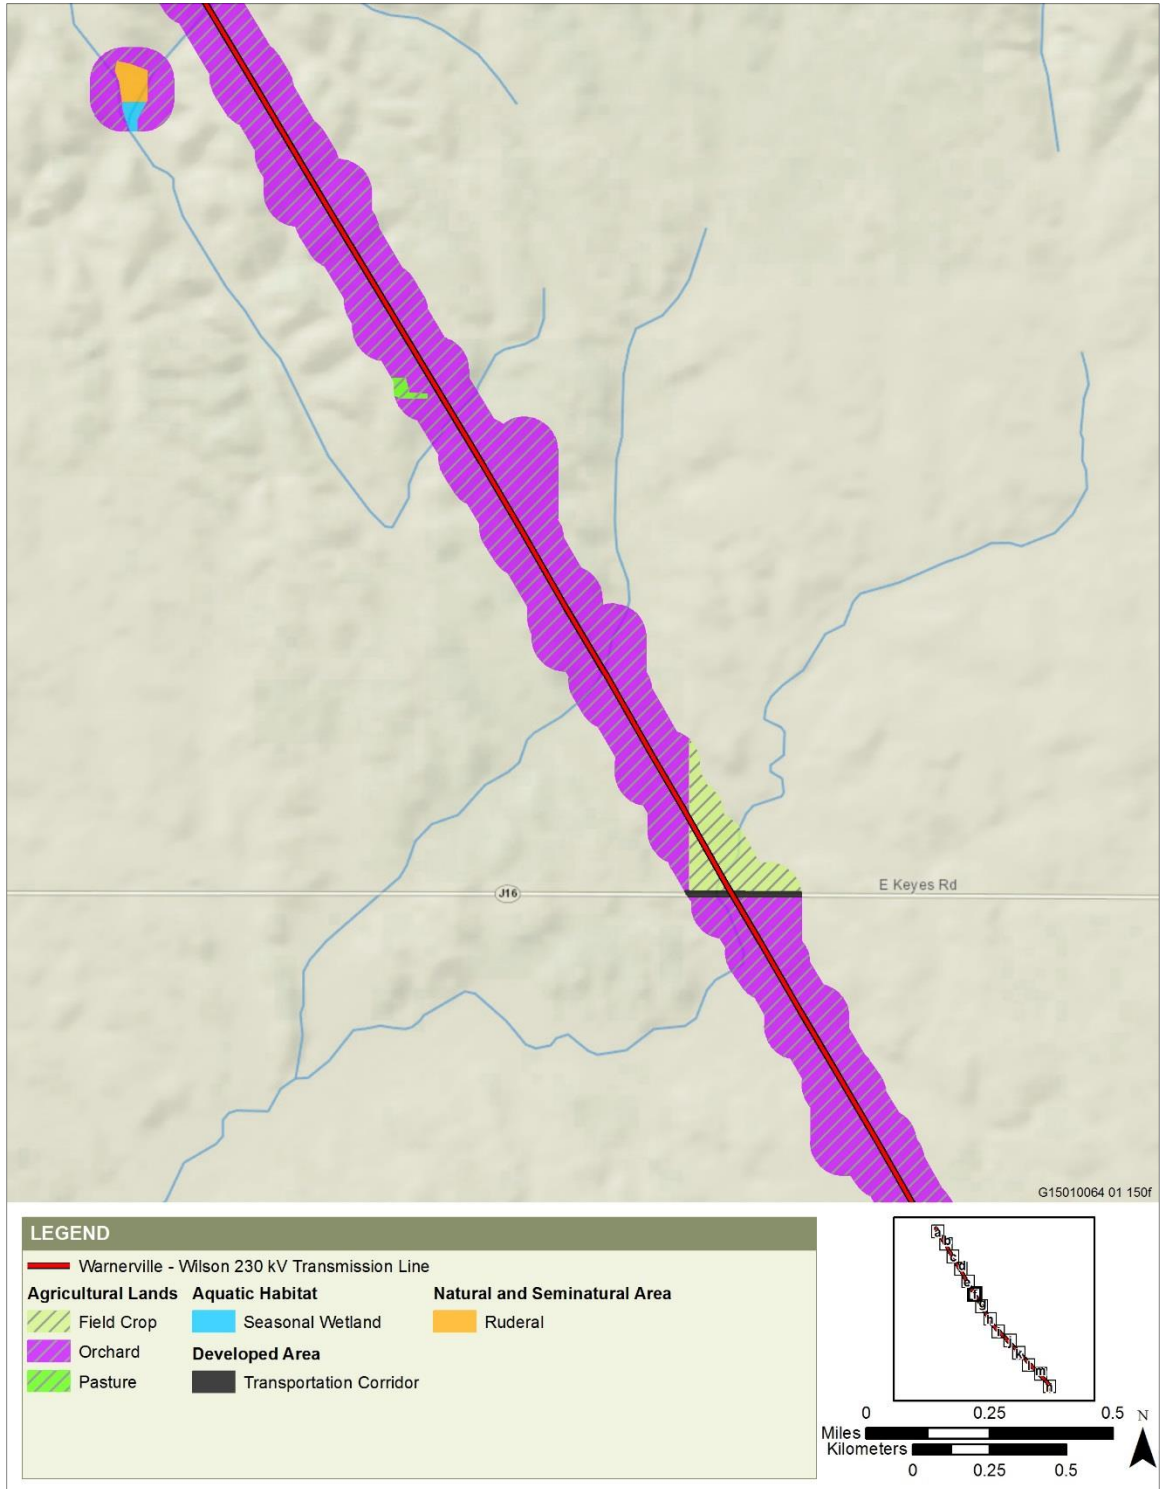 J16
E Keyes Rd
G15010064 01 150f
LEGEND
Warnerville - Wilson 230 kV Transmission Line
Agricultural Lands
Field Crop
Orchard
Pasture
Aquatic Habitat
Seasonal Wetland
Developed Area
Transportation Corridor
Natural and Seminatural Area
Ruderal
a
b
c
d
e
f
g
h
i
j
k
l
m
n
0 0.25 0.5
Miles
Kilometers
0 0.25 0.5
N